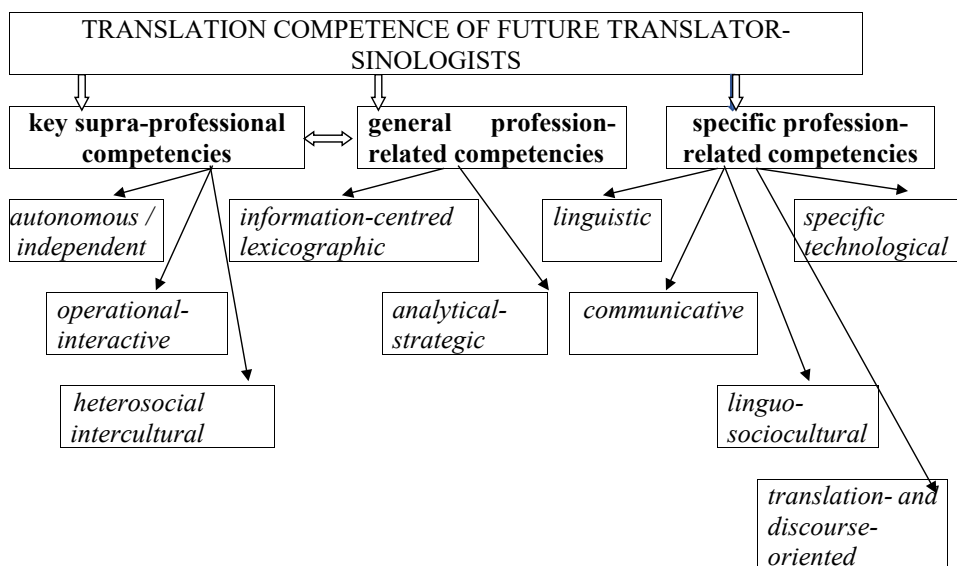 TRANSLATION COMPETENCE OF FUTURE TRANSLATOR-
SINOLOGISTS
key supra-professional
competencies
general profession-
related competencies
specific profession-
related competencies
autonomous /
independent
information-centred
lexicographic
linguistic
specific
technological
operational-
interactive
analytical-
strategic
communicative
heterosocial
intercultural
linguo-
sociocultural
translation- and
discourse-
oriented